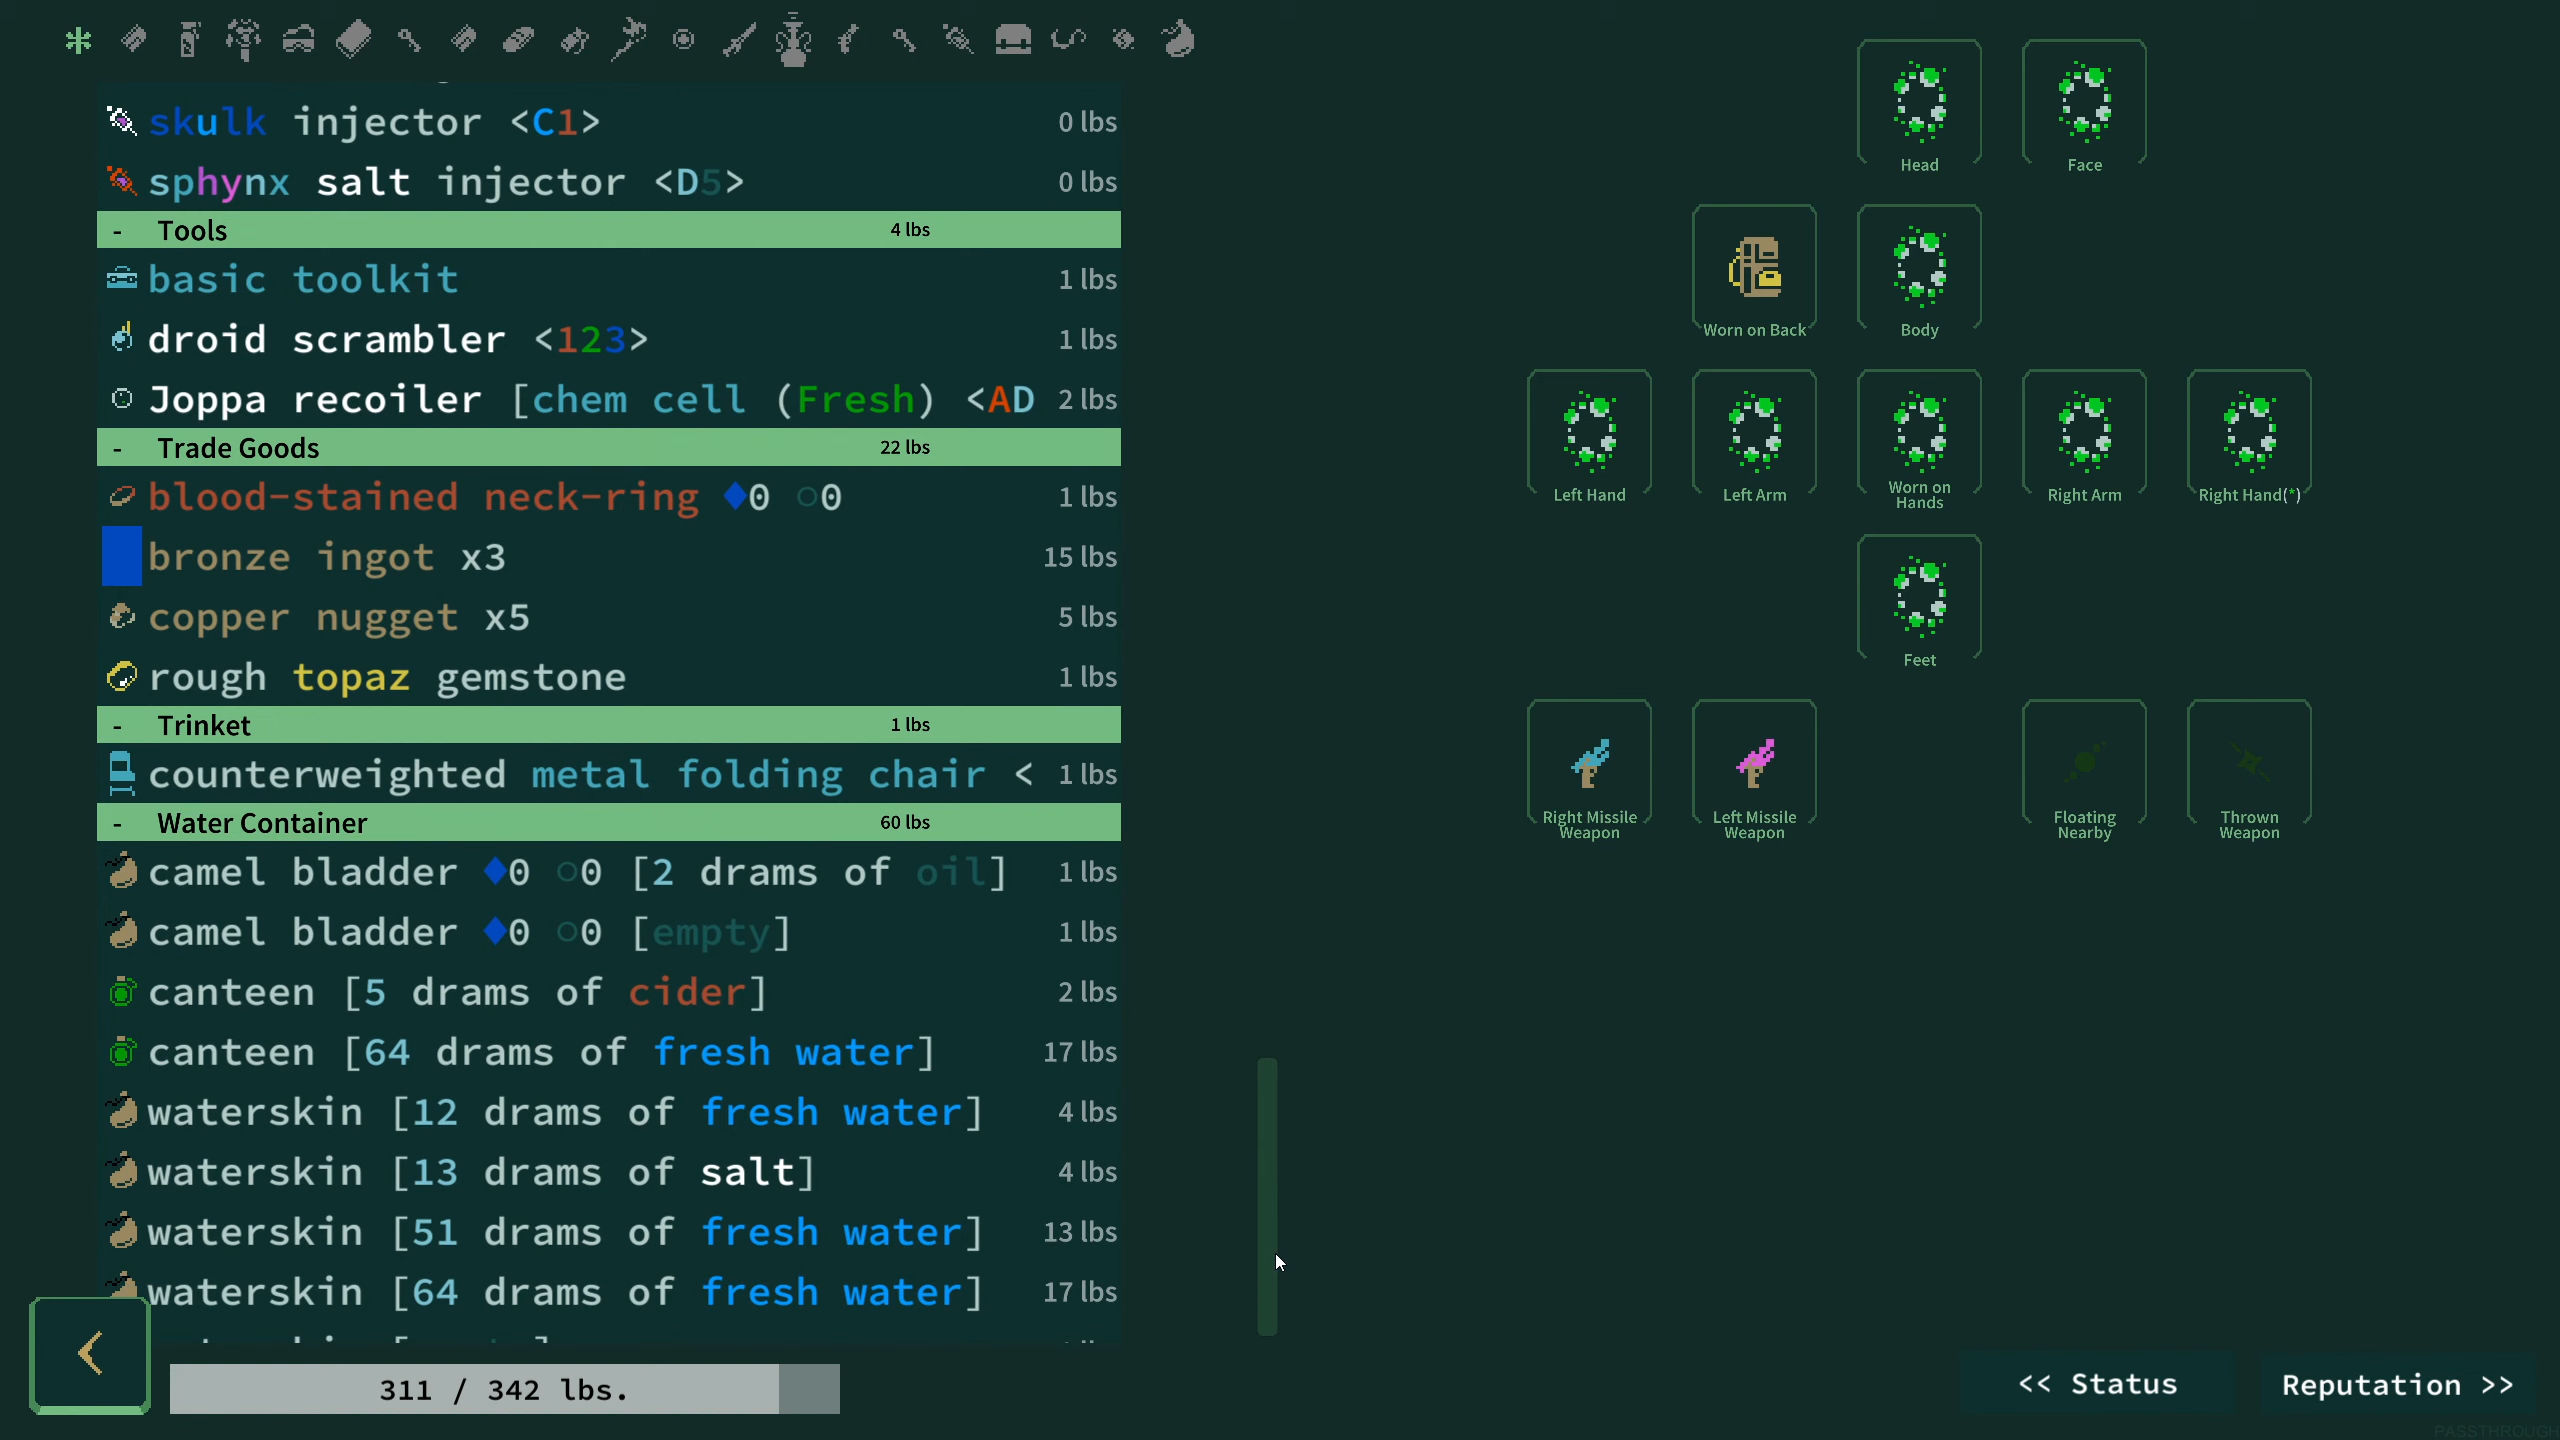 skulk injector <C1> 0 lbs
sphynx salt injector <D5> 0 lbs
- Tools 4 lbs
basic toolkit 1 lbs
droid scrambler <123> 1 lbs
Joppa recoiler [chem cell (Fresh) <AD 2 lbs
- Trade Goods 22 lbs
blood-stained neck-ring ♦0 ○0 1 lbs
bronze ingot x3 15 lbs
copper nugget x5 5 lbs
rough topaz gemstone 1 lbs
- Trinket 1 lbs
counterweighted metal folding chair < 1 lbs
- Water Container 60 lbs
camel bladder ♦0 ○0 [2 drams of oil] 1 lbs
camel bladder ♦0 ○0 [empty] 1 lbs
canteen [5 drams of cider] 2 lbs
canteen [64 drams of fresh water] 17 lbs
waterskin [12 drams of fresh water] 4 lbs
waterskin [13 drams of salt] 4 lbs
waterskin [51 drams of fresh water] 13 lbs
waterskin [64 drams of fresh water] 17 lbs
311 / 342 lbs.
Head
Face
Worn on Back
Body
Left Hand
Left Arm
Worn on
Hands
Right Arm
Right Hand(*)
Feet
Right Missile
Weapon
Left Missile
Weapon
Floating
Nearby
Thrown
Weapon
<< Status
Reputation >>
PASSTHROUGH